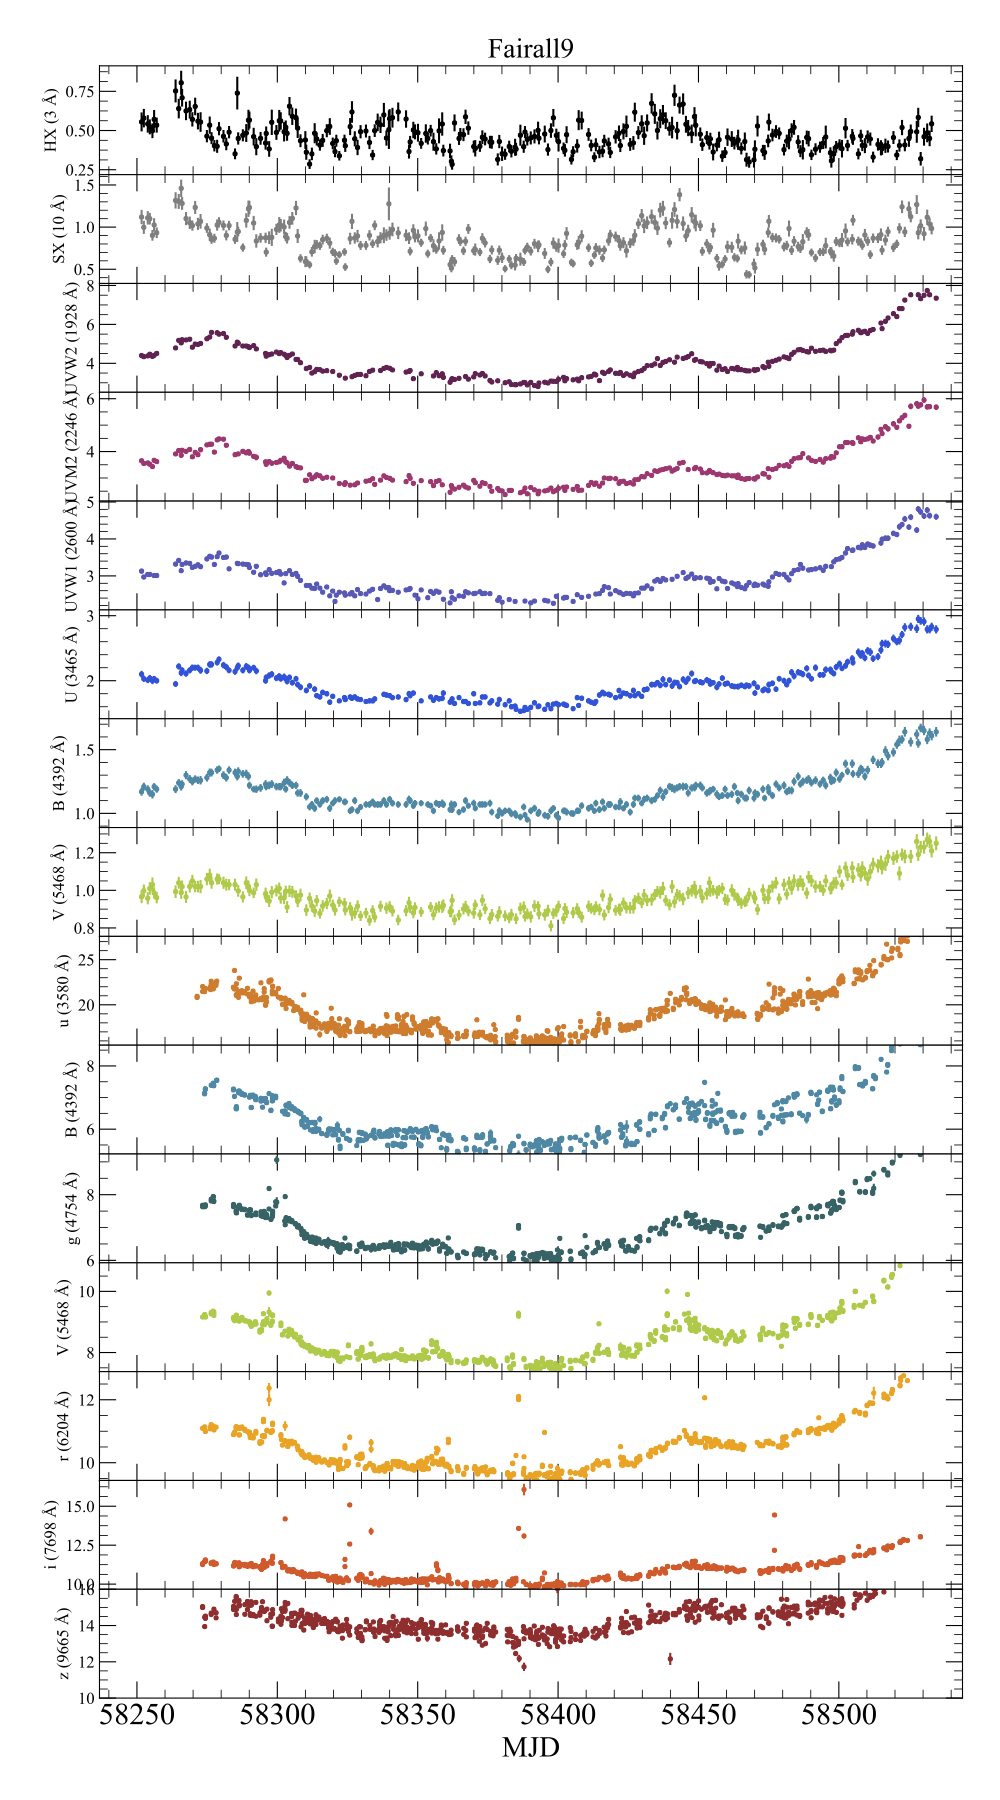 Fairall9
HX (3 Å)
0.75
0.50
0.25
SX (10 Å)
1.5
1.0
0.5
UVW2 (1928 Å)
8
6
4
UVM2 (2246 Å)
6
4
UVW1 (2600 Å)
5
4
3
U (3465 Å)
3
2
B (4392 Å)
1.5
1.0
V (5468 Å)
1.2
1.0
0.8
u (3580 Å)
25
20
B (4392 Å)
8
6
g (4754 Å)
8
6
V (5468 Å)
10
8
r (6204 Å)
12
10
i (7698 Å)
15.0
12.5
10.0
z (9665 Å)
16
14
12
10
58250 58300 58350 58400 58450 58500
MJD